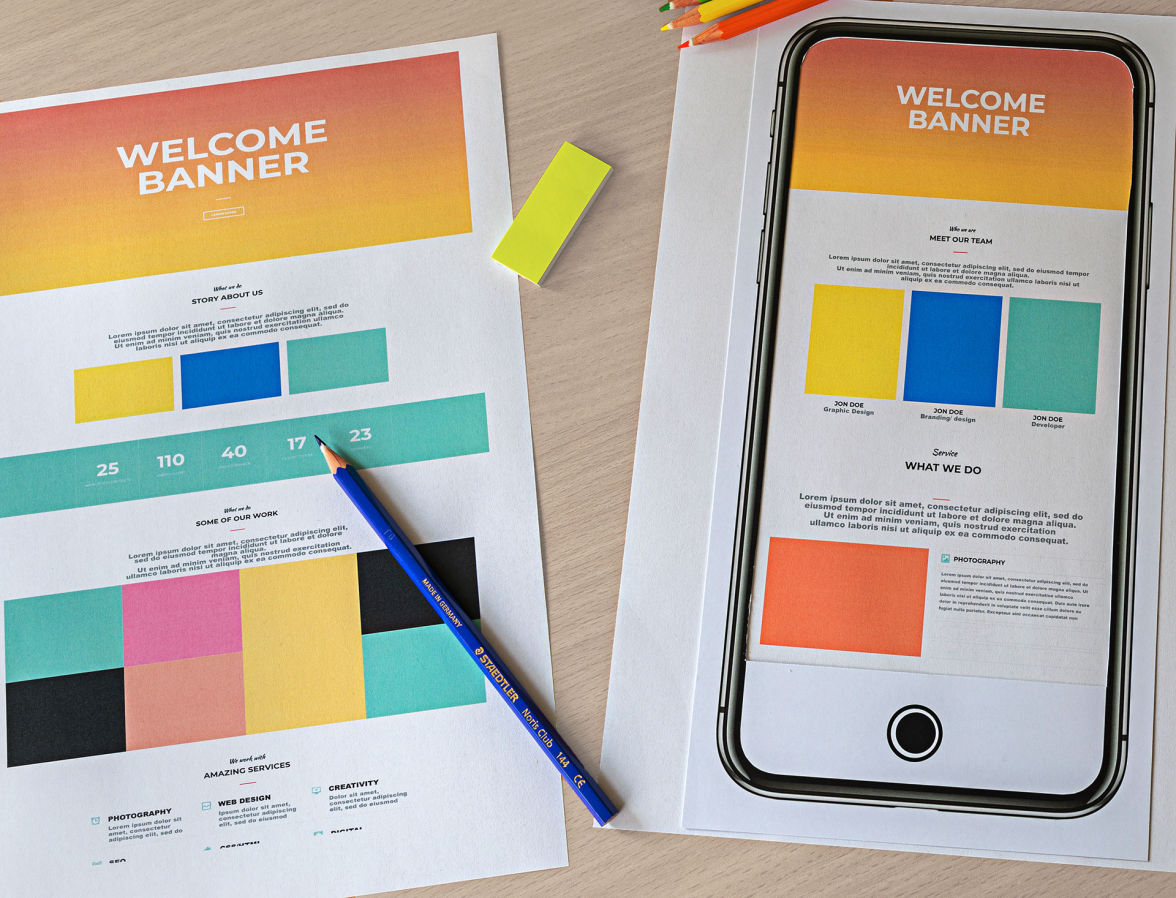 WELCOME
BANNER
What we do
STORY ABOUT US
Lorem ipsum dolor sit amet, consectetur adipiscing elit, sed do
eiusmod tempor incididunt ut labore et dolore magna aliqua.
Ut enim ad minim veniam, quis nostrud exercitation ullamco
laboris nisi ut aliquip ex ea commodo consequat.
25 110 40 17 23
What we do
SOME OF OUR WORK
Lorem ipsum dolor sit amet, consectetur adipiscing elit,
sed do eiusmod tempor incididunt ut labore et dolore
magna aliqua.
Ut enim ad minim veniam, quis nostrud exercitation
ullamco laboris nisi ut aliquip ex ea commodo consequat.
We work with
AMAZING SERVICES
PHOTOGRAPHY
Lorem ipsum dolor sit
amet, consectetur
adipiscing elit, sed do
WEB DESIGN
Ipsum dolor sit amet,
consectetur adipiscing
elit, sed do eiusmod
CREATIVITY
Dolor sit amet,
consectetur adipiscing
elit, sed do eiusmod
SEO
CSS/HTML
DIGITAL
MADE IN GERMANY
STAEDTLER Noris Club 144 CE
WELCOME
BANNER
Who we are
MEET OUR TEAM
Lorem ipsum dolor sit amet, consectetur adipiscing elit, sed do eiusmod tempor
incididunt ut labore et dolore magna aliqua.
Ut enim ad minim veniam, quis nostrud exercitation ullamco laboris nisi ut
aliquip ex ea commodo consequat.
JON DOE
Graphic Design
JON DOE
Branding/ design
JON DOE
Developer
Service
WHAT WE DO
Lorem ipsum dolor sit amet, consectetur adipiscing elit, sed do
eiusmod tempor incididunt ut labore et dolore magna aliqua.
Ut enim ad minim veniam, quis nostrud exercitation
ullamco laboris nisi ut aliquip ex ea commodo consequat.
PHOTOGRAPHY
Lorem ipsum dolor sit amet, consectetur adipiscing elit, sed do
eiusmod tempor incididunt ut labore et dolore magna aliqua. Ut
enim ad minim veniam, quis nostrud exercitation ullamco
laboris nisi ut aliquip ex ea commodo consequat. Duis aute irure
dolor in reprehenderit in voluptate velit esse cillum dolore eu
fugiat nulla pariatur. Excepteur sint occaecat cupidatat non